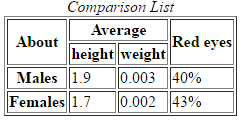 Comparison List
About Average Red eyes
height weight
Males 1.9 0.003 40%
Females 1.7 0.002 43%